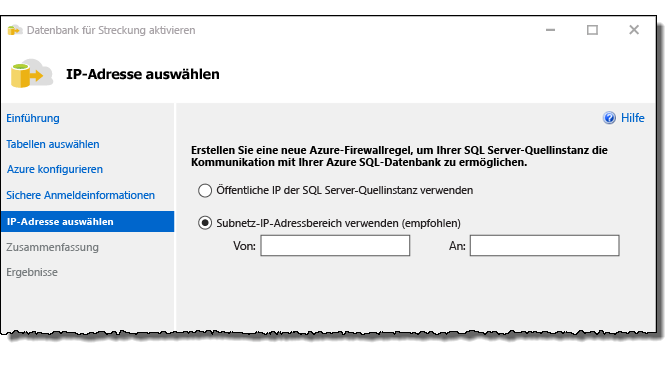 Datenbank für Streckung aktivieren
IP-Adresse auswählen
Einführung
Tabellen auswählen
Azure konfigurieren
Sichere Anmeldeinformationen
IP-Adresse auswählen
Zusammenfassung
Ergebnisse
Hilfe
Erstellen Sie eine neue Azure-Firewallregel, um Ihrer SQL Server-Quellinstanz die
Kommunikation mit Ihrer Azure SQL-Datenbank zu ermöglichen.
Öffentliche IP der SQL Server-Quellinstanz verwenden
Subnetz-IP-Adressbereich verwenden (empfohlen)
Von: An: